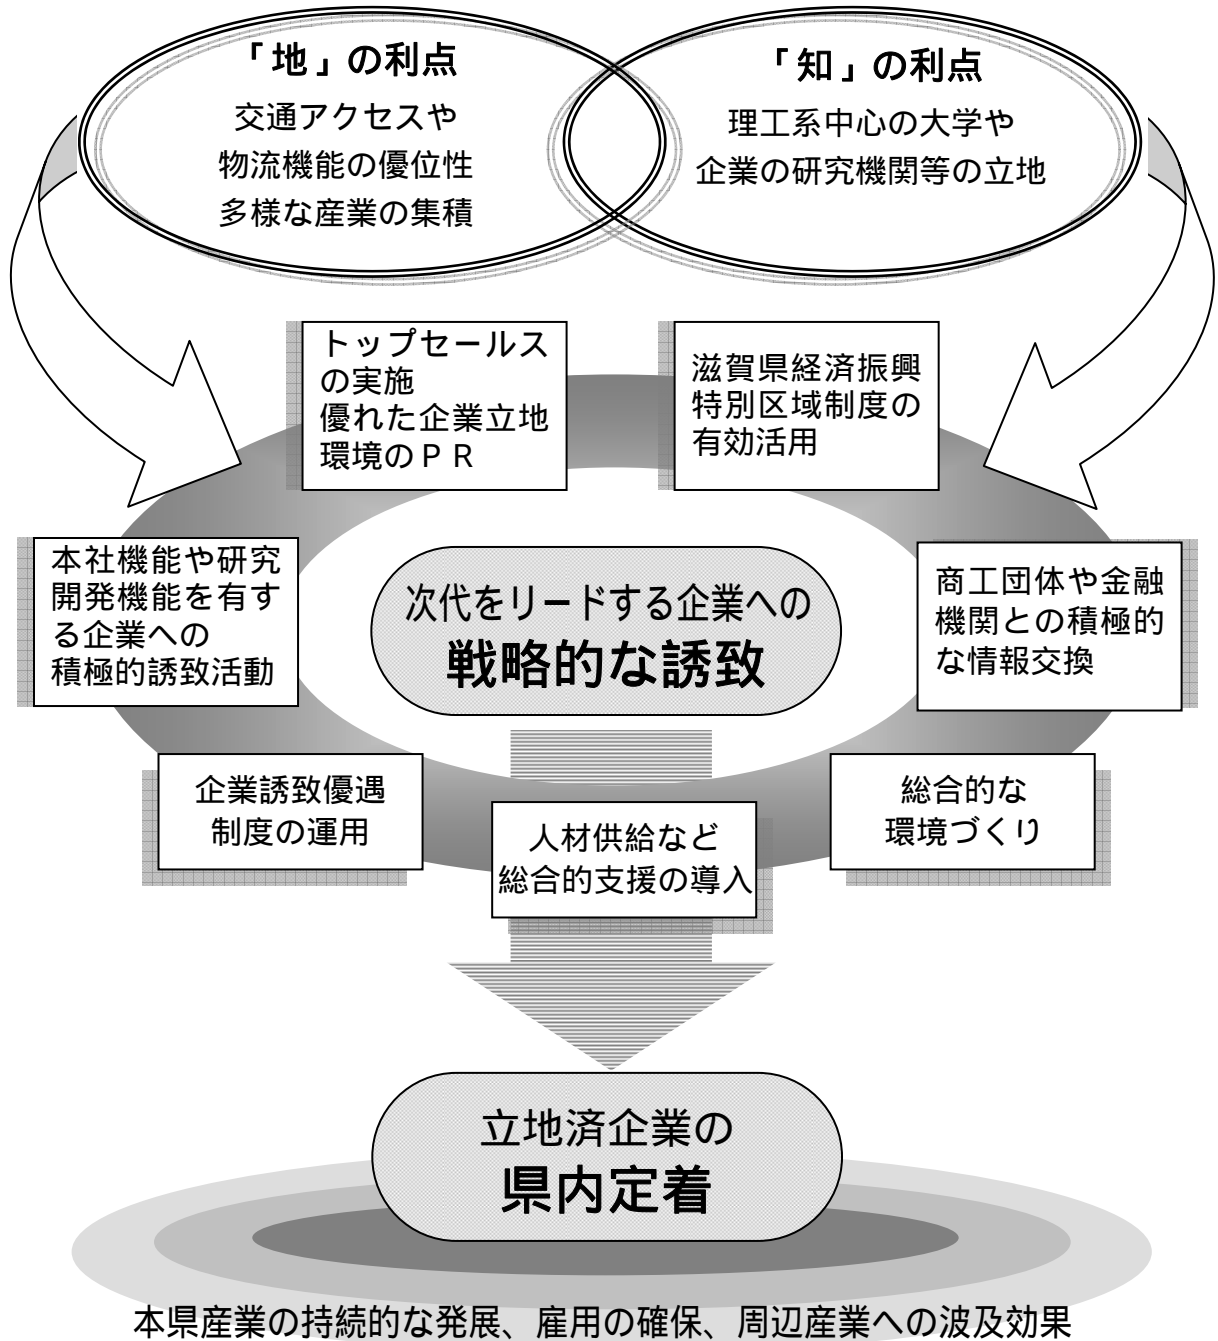 「地」の利点
交通アクセスや
物流機能の優位性
多様な産業の集積
「知」の利点
理工系中心の大学や
企業の研究機関等の立地
トップセールス
の実施
優れた企業立地
環境のＰＲ
滋賀県経済振興
特別区域制度の
有効活用
本社機能や研究
開発機能を有す
る企業への
積極的誘致活動
次代をリードする企業への
戦略的な誘致
商工団体や金融
機関との積極的
な情報交換
企業誘致優遇
制度の運用
人材供給など
総合的支援の導入
総合的な
環境づくり
立地済企業の
県内定着
本県産業の持続的な発展、雇用の確保、周辺産業への波及効果